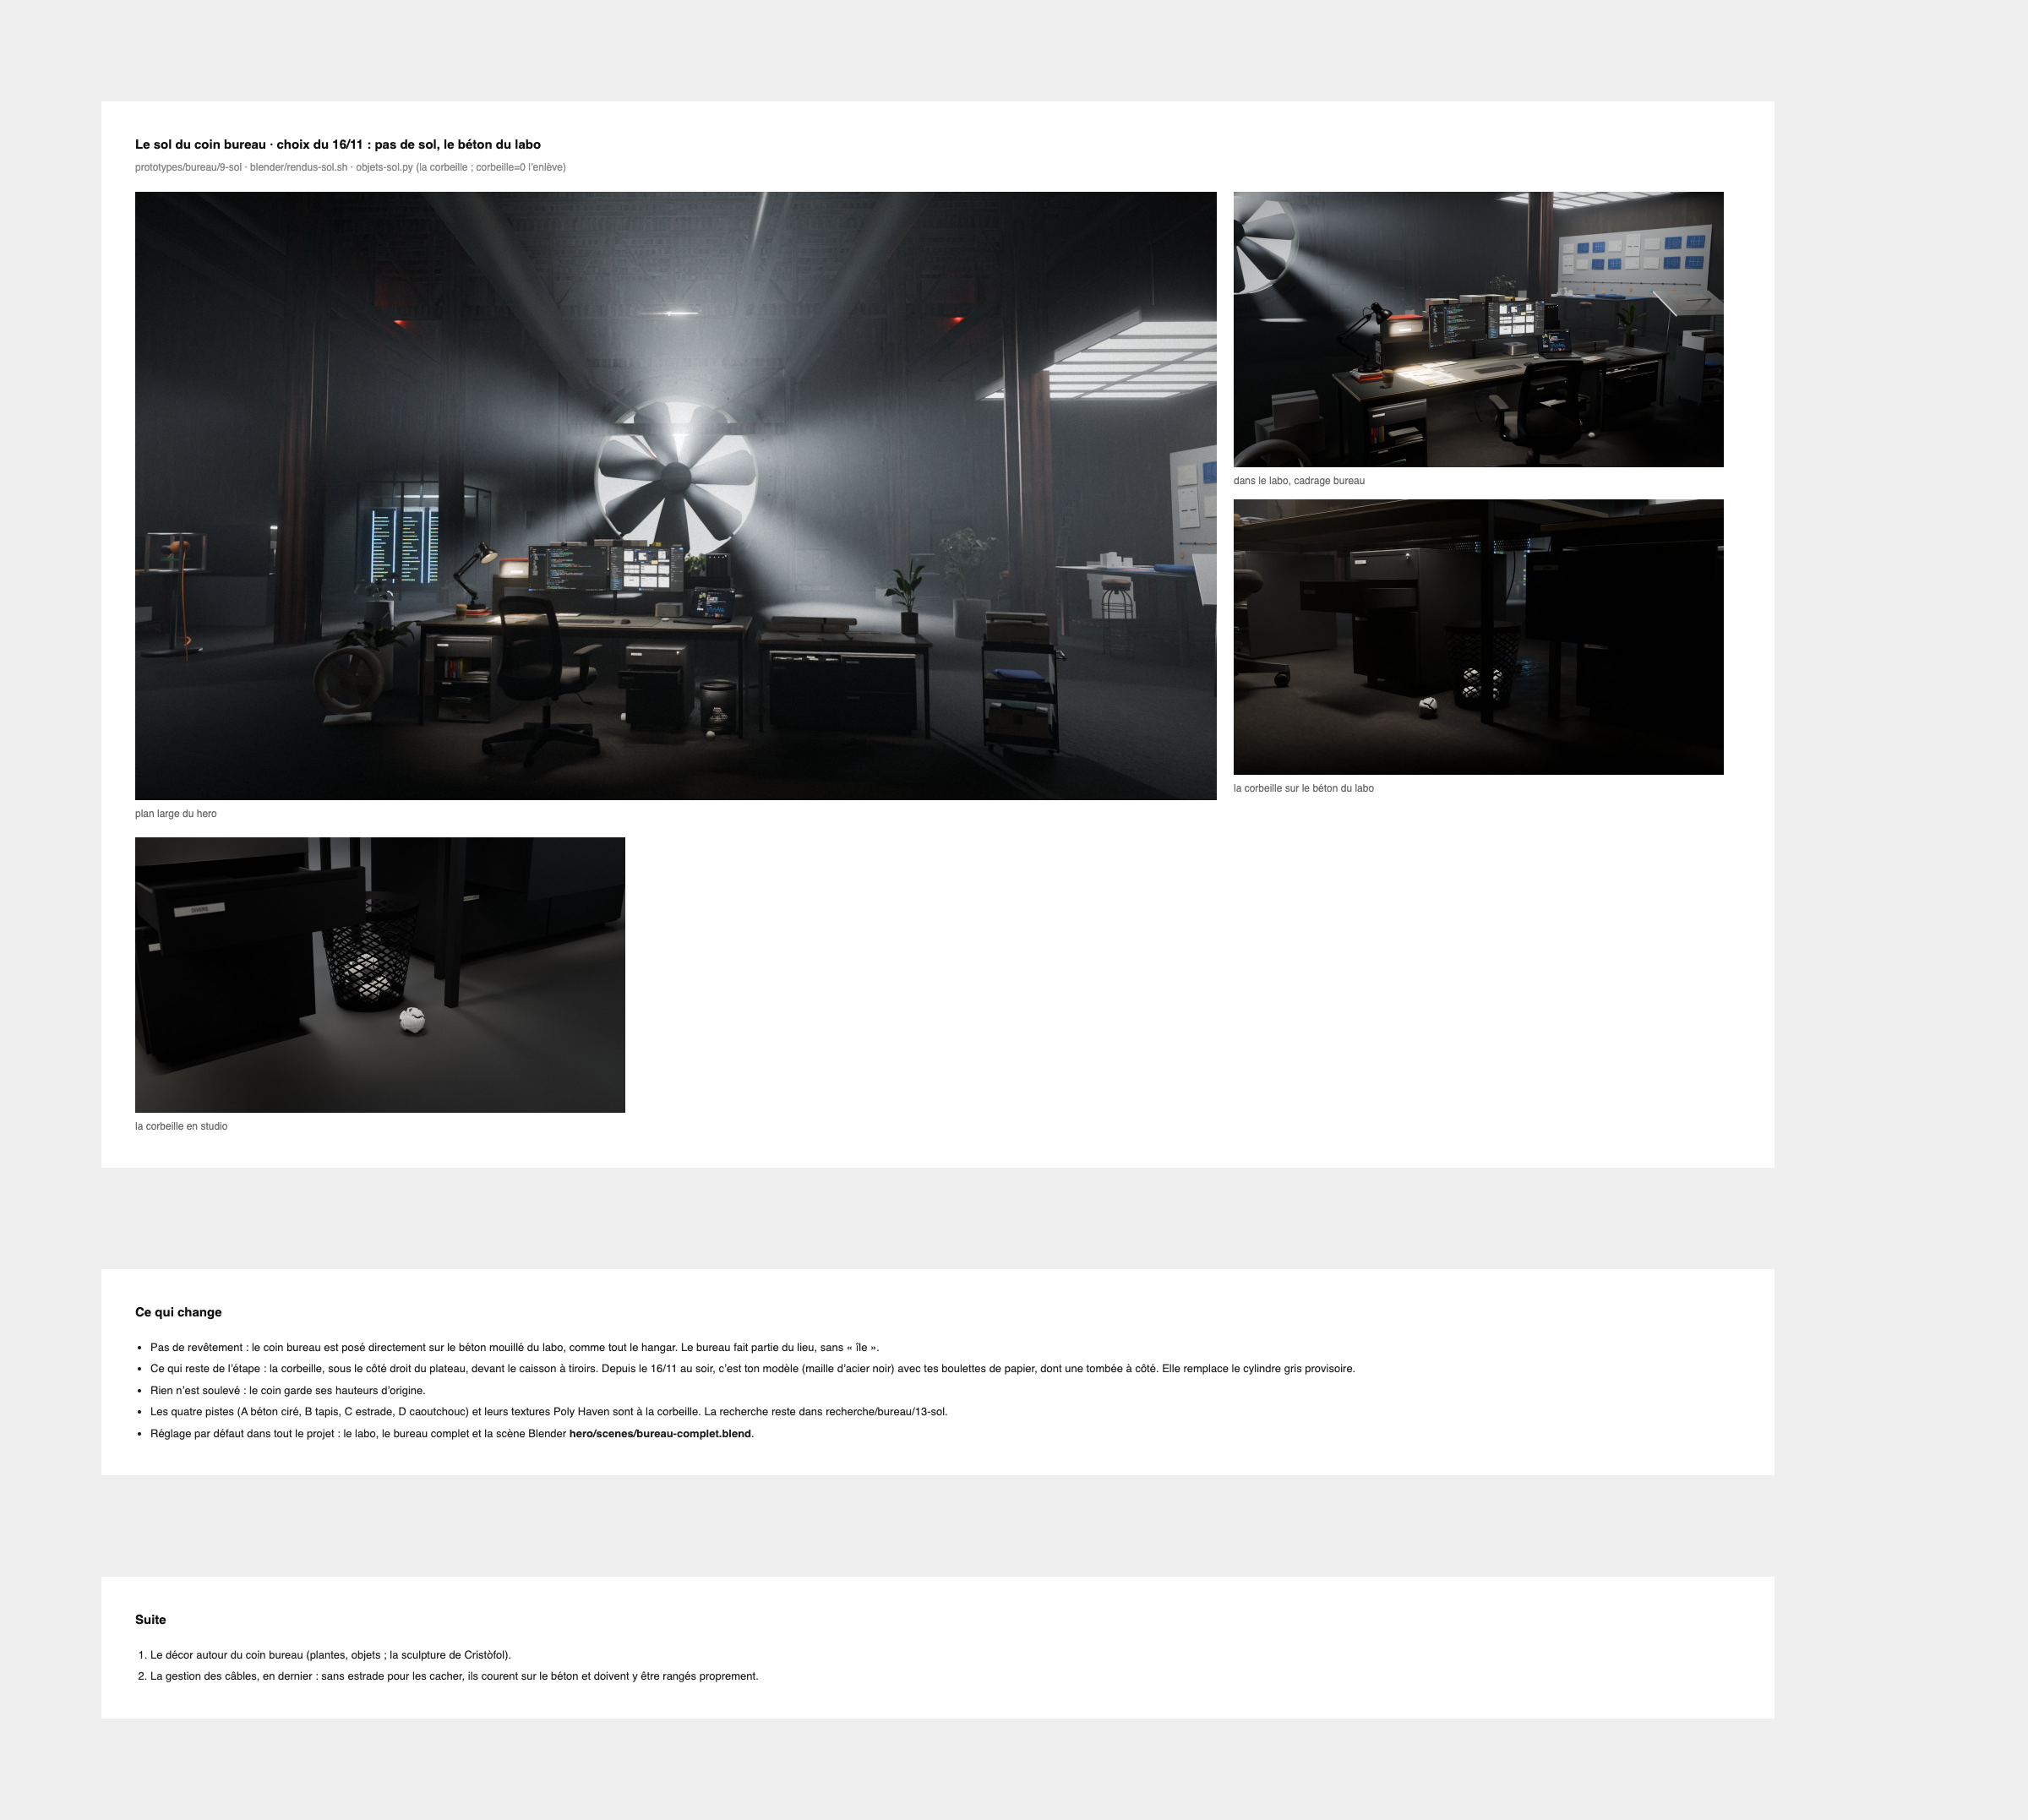 Le sol du coin bureau · choix du 16/11 : pas de sol, le béton du labo
prototypes/bureau/9-sol · blender/rendus-sol.sh · objets-sol.py (la corbeille ; corbeille=0 l'enlève)
dans le labo, cadrage bureau
la corbeille sur le béton du labo
plan large du hero
DIVERS
la corbeille en studio
Ce qui change
• Pas de revêtement : le coin bureau est posé directement sur le béton mouillé du labo, comme tout le hangar. Le bureau fait partie du lieu, sans « île ».
• Ce qui reste de l'étape : la corbeille, sous le côté droit du plateau, devant le caisson à tiroirs. Depuis le 16/11 au soir, c'est ton modèle (maille d'acier noir) avec tes boulettes de papier, dont une tombée à côté. Elle remplace le cylindre gris provisoire.
• Rien n'est soulevé : le coin garde ses hauteurs d'origine.
• Les quatre pistes (A béton ciré, B tapis, C estrade, D caoutchouc) et leurs textures Poly Haven sont à la corbeille. La recherche reste dans recherche/bureau/13-sol.
• Réglage par défaut dans tout le projet : le labo, le bureau complet et la scène Blender hero/scenes/bureau-complet.blend.
Suite
1. Le décor autour du coin bureau (plantes, objets ; la sculpture de Cristòfol).
2. La gestion des câbles, en dernier : sans estrade pour les cacher, ils courent sur le béton et doivent y être rangés proprement.